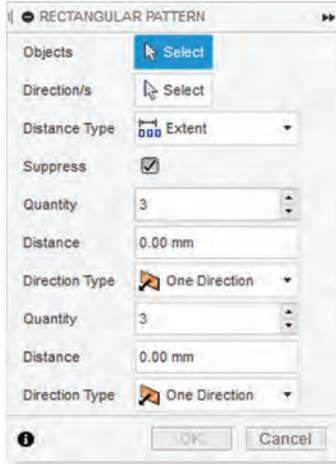 RECTANGULAR PATTERN
Objects Select
Direction/s Select
Distance Type Extent
Suppress
Quantity 3
Distance 0.00 mm
Direction Type One Direction
Quantity 3
Distance 0.00 mm
Direction Type One Direction
OK Cancel